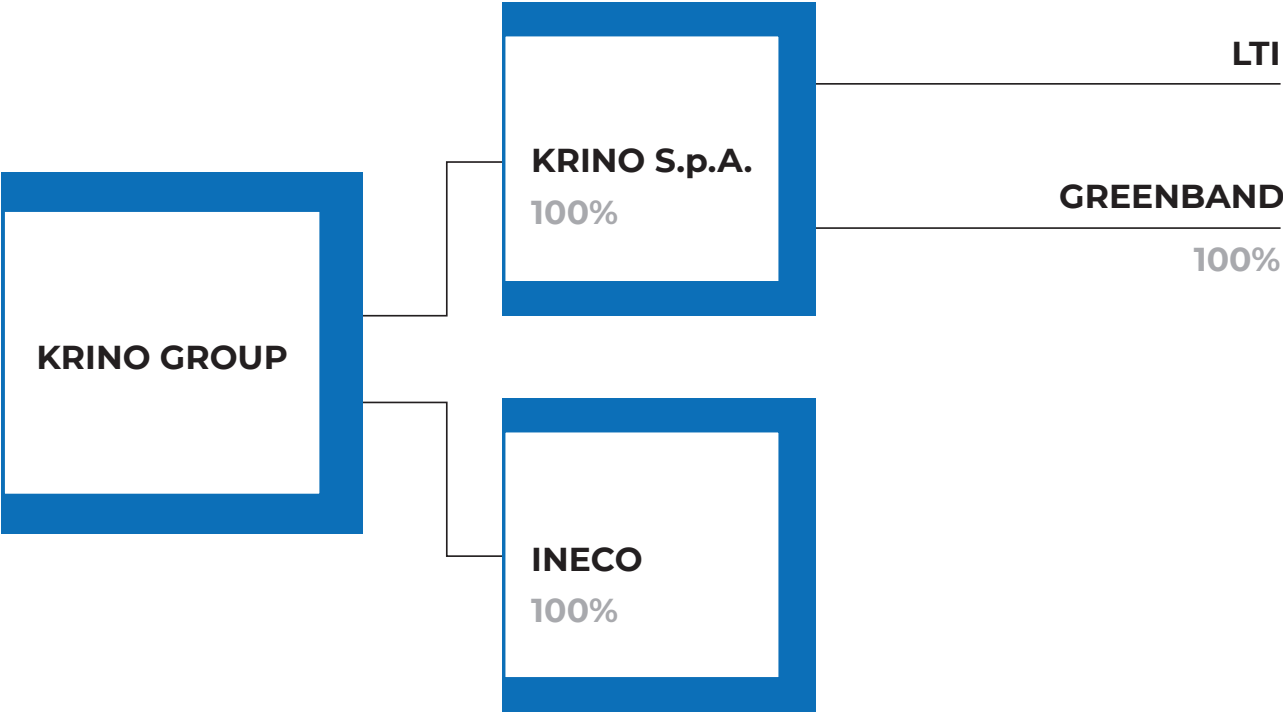 KRINO GROUP
KRINO S.p.A.
100%
LTI
GREENBAND
100%
INECO
100%